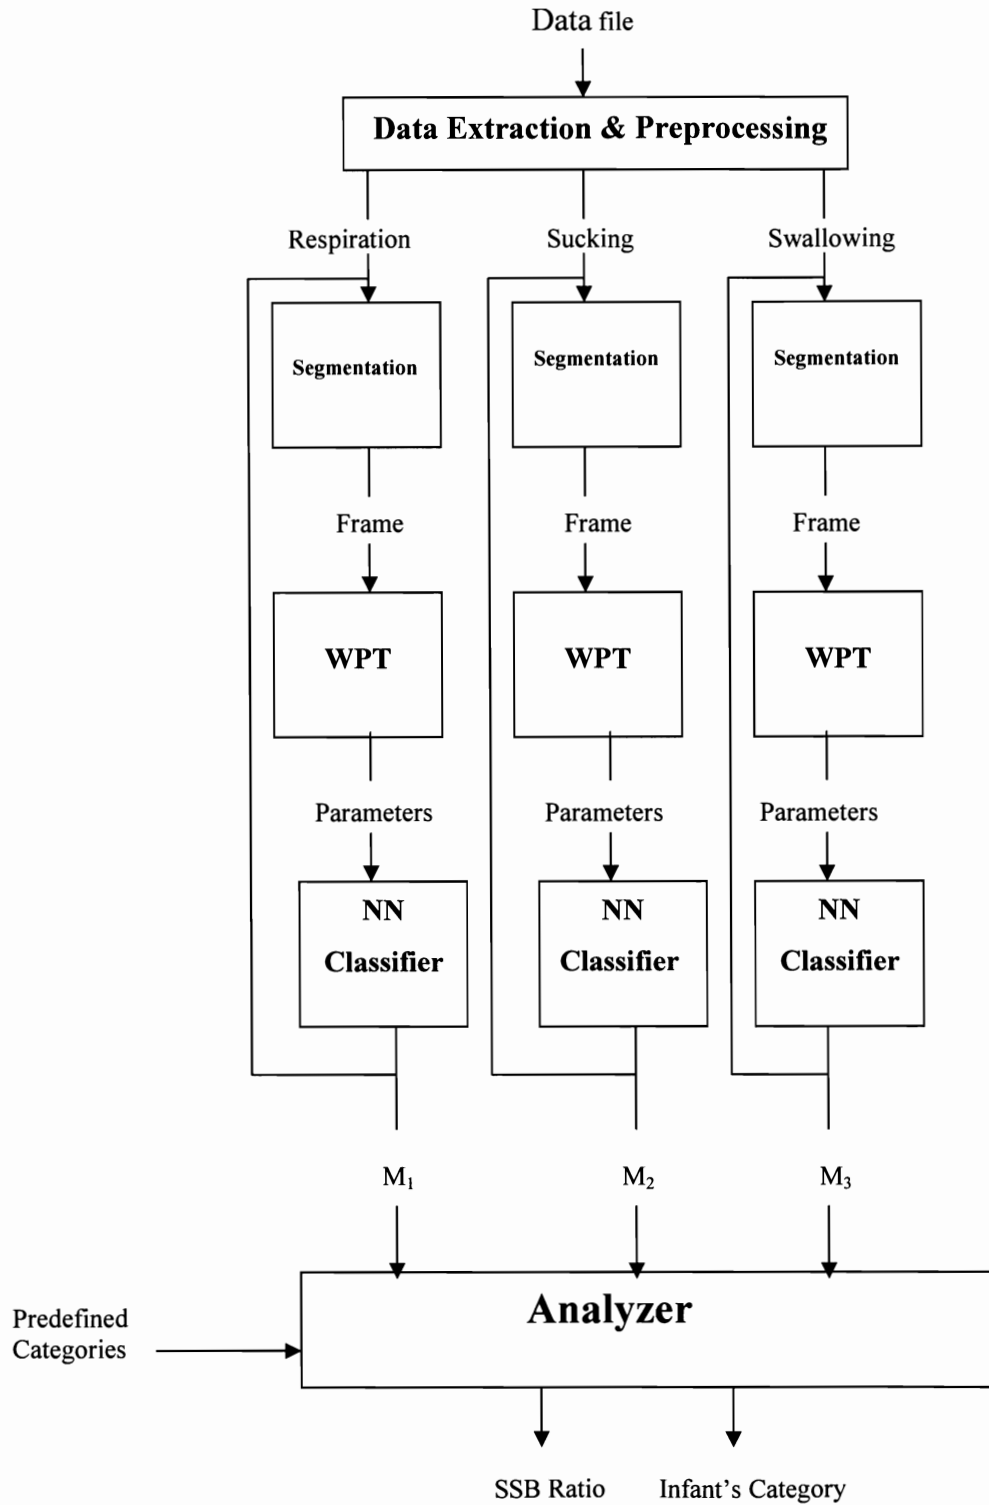 Data file
Data Extraction & Preprocessing
Respiration
Sucking
Swallowing
Segmentation
Segmentation
Segmentation
Frame
Frame
Frame
WPT
WPT
WPT
Parameters
Parameters
Parameters
NN
Classifier
NN
Classifier
NN
Classifier
M₁
M₂
M₃
Predefined
Categories
Analyzer
SSB Ratio
Infant's Category